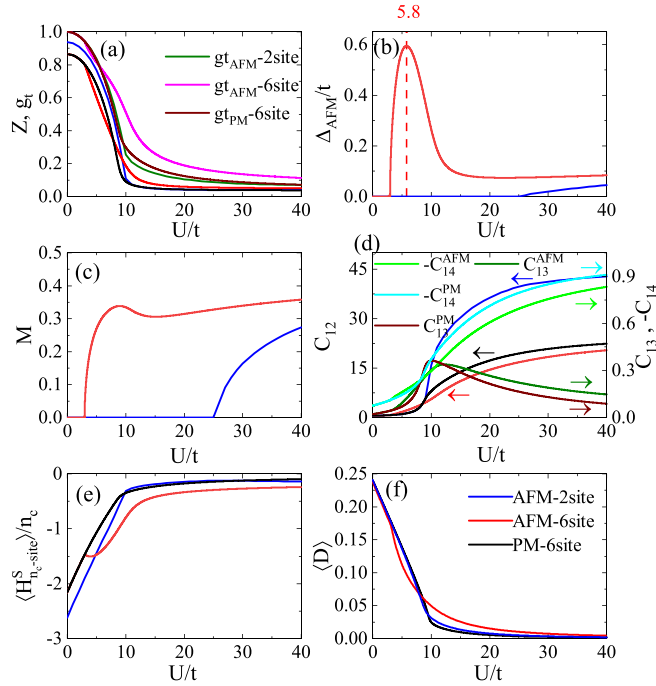 5.8
(a)
gt_AFM-2site
gt_AFM-6site
gt_PM-6site
Z, g_t
1.0
0.8
0.6
0.4
0.2
0.0
0 10 20 30 40
U/t
(b)
Δ_AFM/t
0.6
0.4
0.2
0.0
0 10 20 30 40
U/t
(c)
M
0.5
0.4
0.3
0.2
0.1
0.0
0 10 20 30 40
U/t
(d)
-C_14^AFM
C_13^AFM
-C_14^PM
C_13^PM
C_12
45
30
15
0
C_13, -C_14
0.9
0.6
0.3
0.0
0 10 20 30 40
U/t
(e)
⟨H^S_{n_c-site}⟩/n_c
0
-1
-2
-3
0 10 20 30 40
U/t
(f)
AFM-2site
AFM-6site
PM-6site
⟨D⟩
0.25
0.20
0.15
0.10
0.05
0.00
0 10 20 30 40
U/t